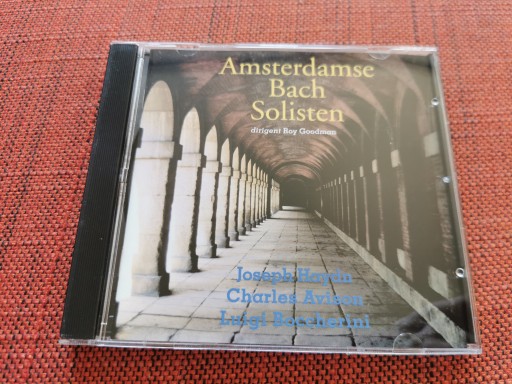 Amsterdamse
Bach
Solisten
dirigent Roy Goodman
Joseph Haydn
Charles Avison
Luigi Boccherini